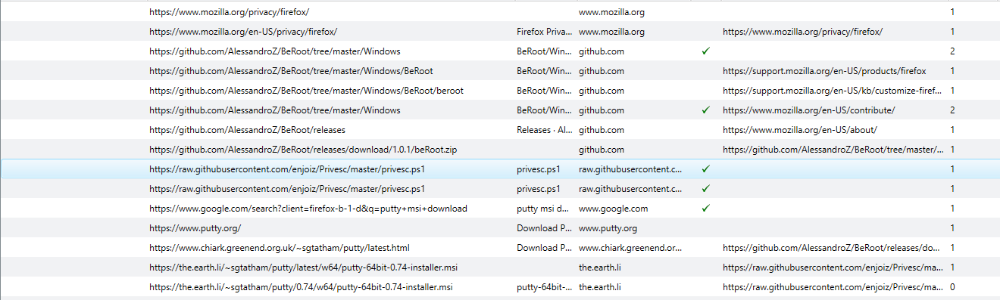 https://www.mozilla.org/privacy/firefox/ www.mozilla.org 1
https://www.mozilla.org/en-US/privacy/firefox/ Firefox Priva... www.mozilla.org https://www.mozilla.org/privacy/firefox/ 1
https://github.com/AlessandroZ/BeRoot/tree/master/Windows BeRoot/Win... github.com ✓ 2
https://github.com/AlessandroZ/BeRoot/tree/master/Windows/BeRoot BeRoot/Win... github.com https://support.mozilla.org/en-US/products/firefox 1
https://github.com/AlessandroZ/BeRoot/tree/master/Windows/BeRoot/beroot BeRoot/Win... github.com https://support.mozilla.org/en-US/kb/customize-firef... 1
https://github.com/AlessandroZ/BeRoot/tree/master/Windows BeRoot/Win... github.com ✓ https://www.mozilla.org/en-US/contribute/ 2
https://github.com/AlessandroZ/BeRoot/releases Releases · Al... github.com https://www.mozilla.org/en-US/about/ 1
https://github.com/AlessandroZ/BeRoot/releases/download/1.0.1/beRoot.zip github.com https://github.com/AlessandroZ/BeRoot/tree/master/... 1
https://raw.githubusercontent.com/enjoiz/Privesc/master/privesc.ps1 privesc.ps1 raw.githubusercontent.c... ✓ 1
https://raw.githubusercontent.com/enjoiz/Privesc/master/privesc.ps1 privesc.ps1 raw.githubusercontent.c... ✓ 1
https://www.google.com/search?client=firefox-b-1-d&q=putty+msi+download putty msi d... www.google.com ✓ 1
https://www.putty.org/ Download P... www.putty.org 1
https://www.chiark.greenend.org.uk/~sgtatham/putty/latest.html Download P... www.chiark.greenend.or... https://github.com/AlessandroZ/BeRoot/releases/do... 1
https://the.earth.li/~sgtatham/putty/latest/w64/putty-64bit-0.74-installer.msi the.earth.li https://raw.githubusercontent.com/enjoiz/Privesc/ma... 1
https://the.earth.li/~sgtatham/putty/0.74/w64/putty-64bit-0.74-installer.msi putty-64bit-... the.earth.li https://raw.githubusercontent.com/enjoiz/Privesc/ma... 0